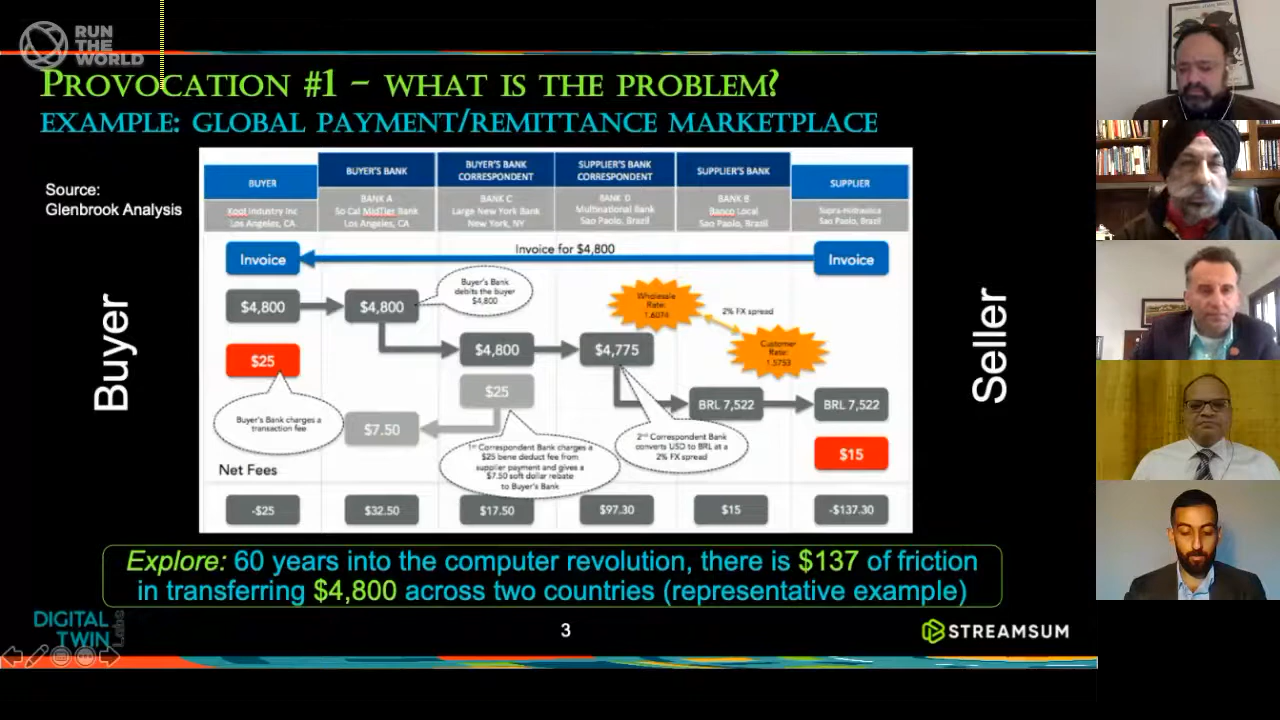 RUN
THE
WORLD
PROVOCATION #1 – WHAT IS THE PROBLEM?
EXAMPLE: GLOBAL PAYMENT/REMITTANCE MARKETPLACE
Source:
Glenbrook Analysis
BUYER
BUYER'S BANK
BUYER'S BANK
CORRESPONDENT
SUPPLIER'S BANK
CORRESPONDENT
SUPPLIER'S BANK
SUPPLIER
Koot Industry Inc
Los Angeles, CA
BANK A
So Cal MidTier Bank
Los Angeles, CA
BANK C
Large New York Bank
New York, NY
BANK D
Multinational Bank
Sao Paolo, Brazil
BANK B
Banco Local
Sao Paolo, Brazil
Sao Paolo, Brazil
Invoice
Invoice for $4,800
Invoice
Buyer
Seller
$4,800
$4,800
Buyer's Bank
debits the buyer
$4,800
Wholesale
Rate:
1.6074
2% FX spread
Customer
Rate:
1.5753
$4,800
$4,775
$25
$25
BRL 7,522
BRL 7,522
Buyer's Bank charges a
transaction fee
$7.50
1st Correspondent Bank charges a
$25 bene deduct fee from
supplier payment and gives a
$7.50 soft dollar rebate
to Buyer's Bank
2nd Correspondent Bank
converts USD to BRL at a
2% FX spread
$15
Net Fees
-$25
$32.50
$17.50
$97.30
$15
-$137.30
Explore: 60 years into the computer revolution, there is $137 of friction
in transferring $4,800 across two countries (representative example)
DIGITAL
TWIN
Labs
3
STREAMSUM